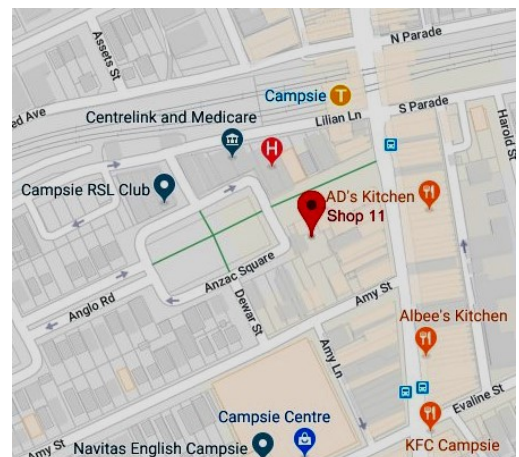 Assets St
N Parade
Campsie T
S Parade
ed Ave
Lilian Ln
Centrelink and Medicare
Harold St
H
Campsie RSL Club
AD's Kitchen
Shop 11
Anglo Rd
Anzac Square
Dewar St
Amy St
Amy Ln
Albee's Kitchen
Evaline St
Campsie Centre
Amy St
Navitas English Campsie
KFC Campsie